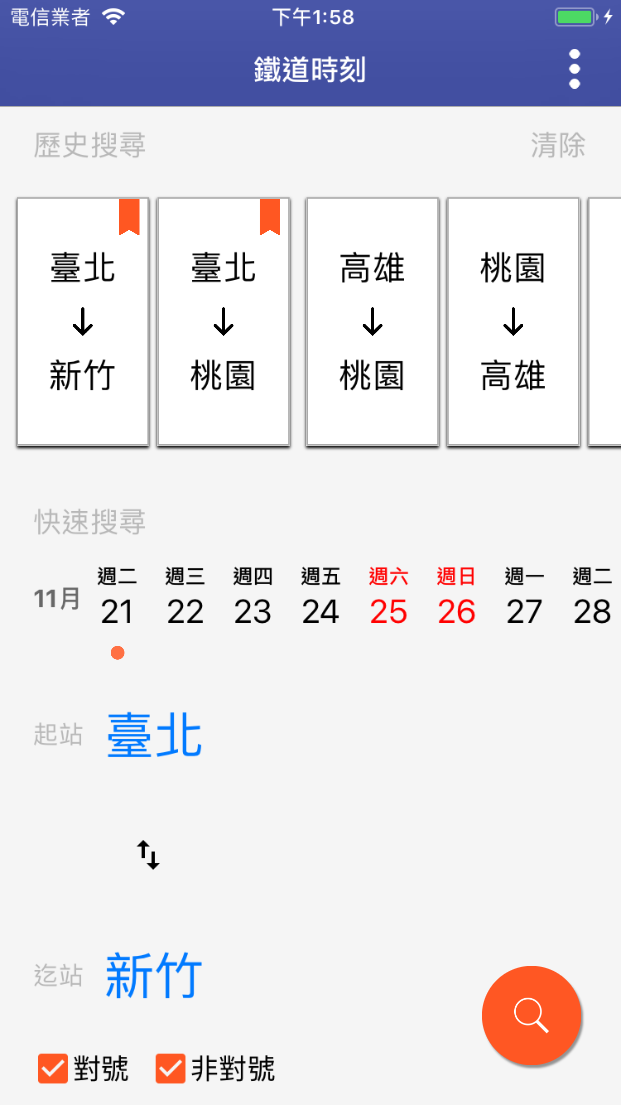 電信業者 下午1:58
鐵道時刻
歷史搜尋 清除
臺北 臺北 高雄 桃園
新竹 桃園 桃園 高雄
快速搜尋
週二 週三 週四 週五 週六 週日 週一 週二
11月 21 22 23 24 25 26 27 28
起站 臺北
迄站 新竹
對號 非對號